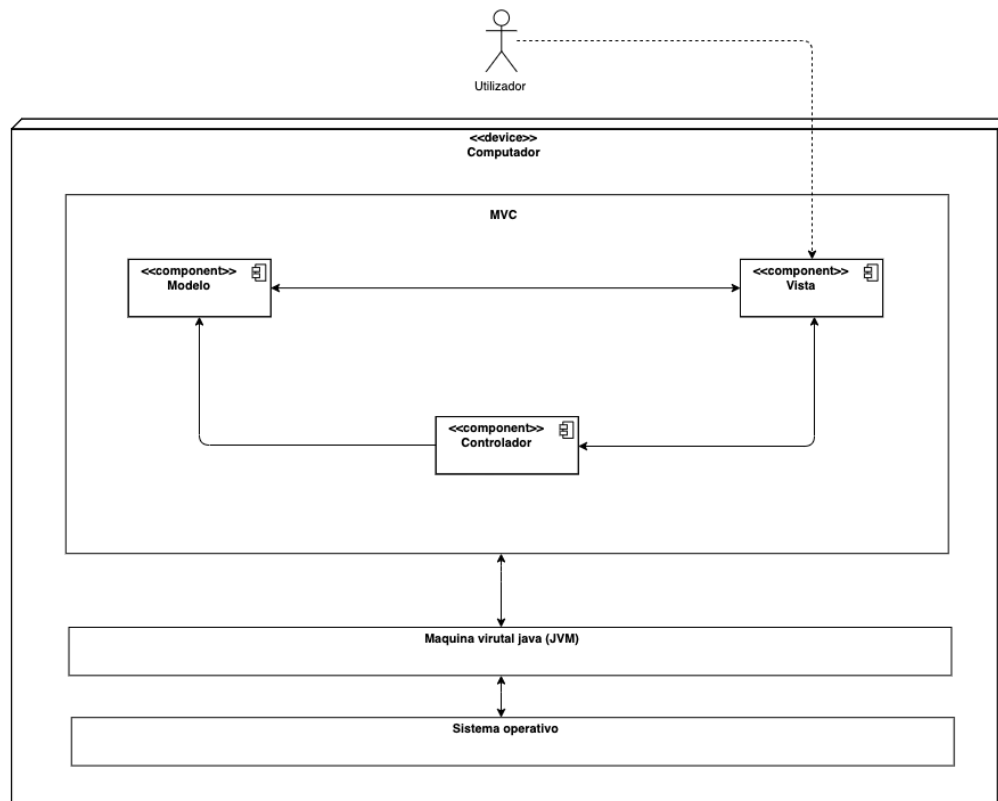 Utilizador
<<device>>
Computador
MVC
<<component>>
Modelo
<<component>>
Vista
<<component>>
Controlador
Maquina virutal java (JVM)
Sistema operativo